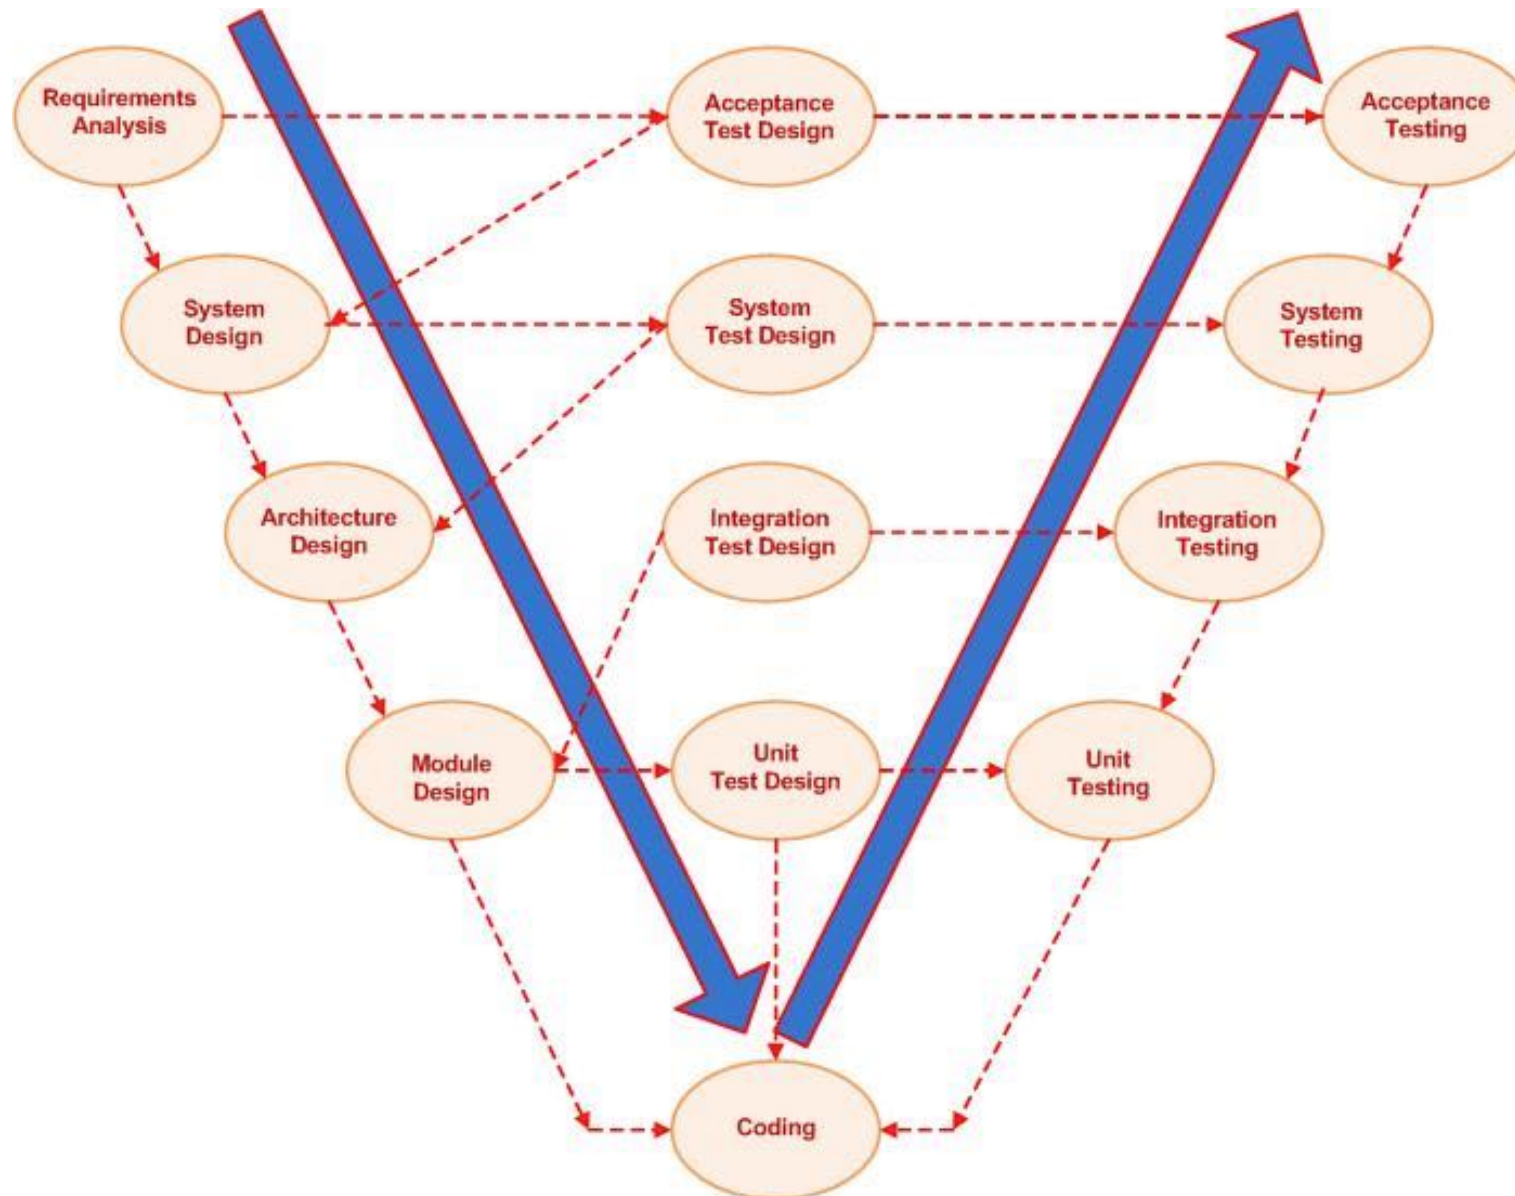 Requirements
Analysis
Acceptance
Test Design
Acceptance
Testing
System
Design
System
Test Design
System
Testing
Architecture
Design
Integration
Test Design
Integration
Testing
Module
Design
Unit
Test Design
Unit
Testing
Coding